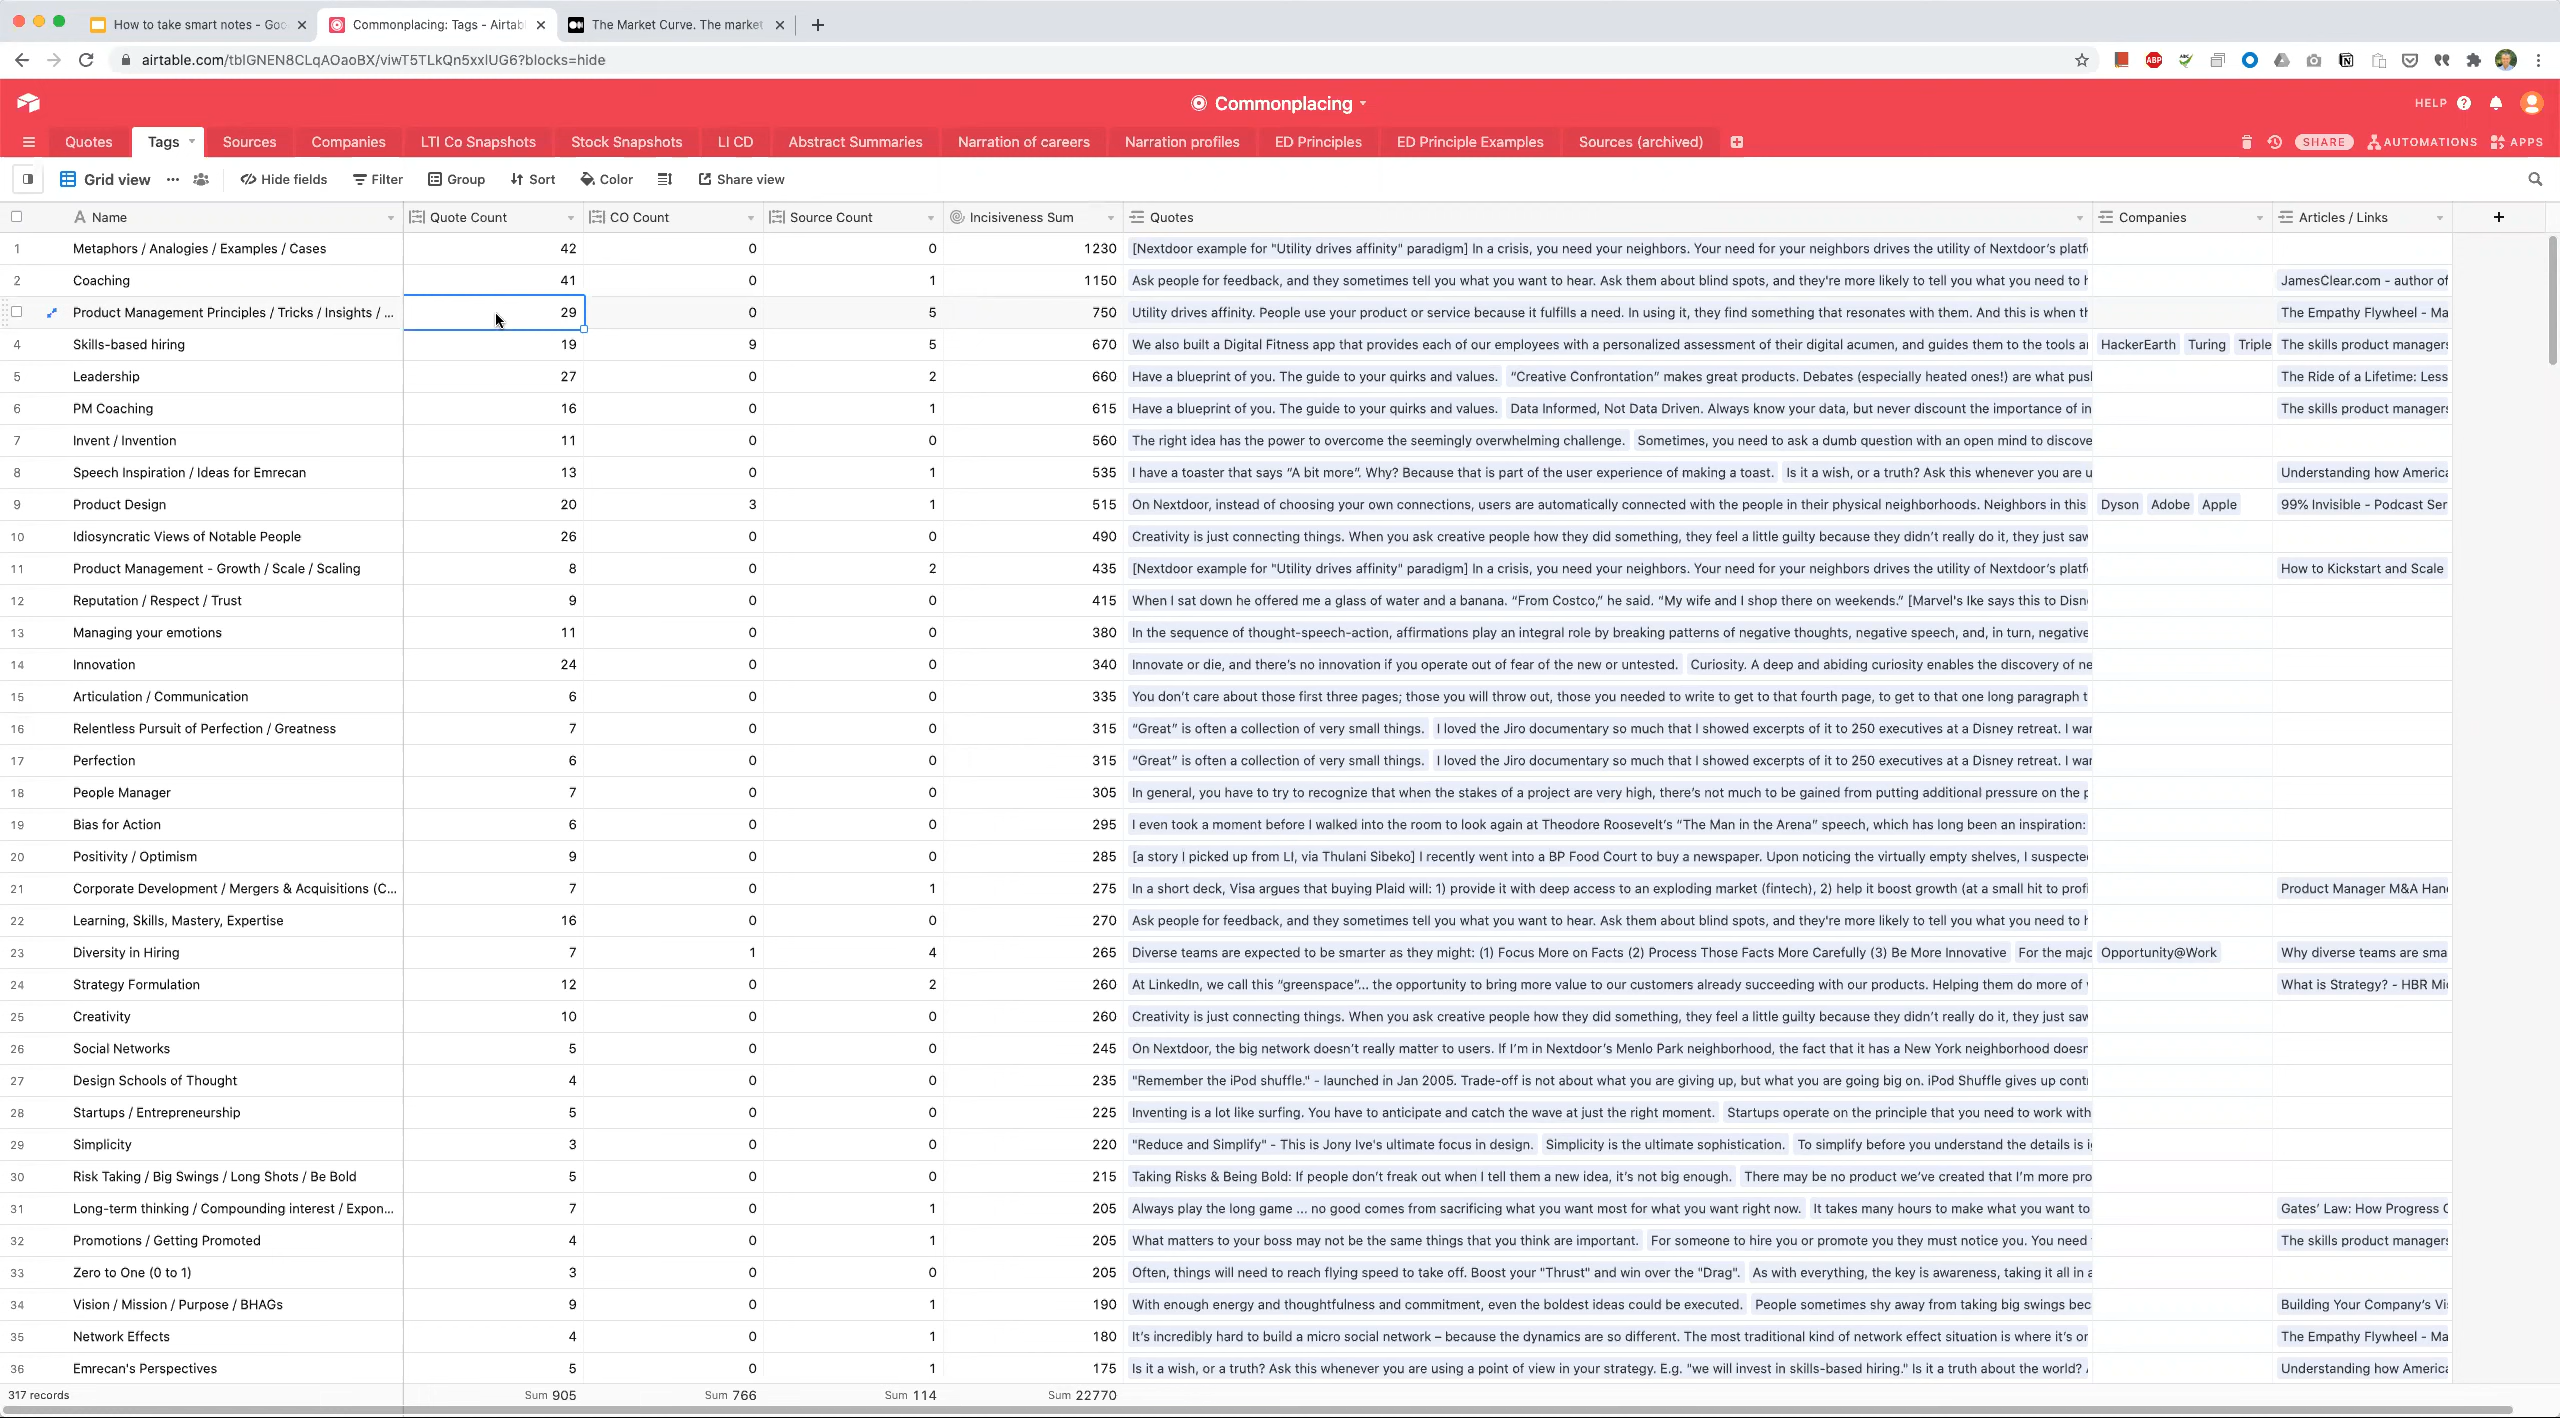 How to take smart notes - Goo
Commonplacing: Tags - Airtab
The Market Curve. The market
airtable.com/tblGNEN8CLqAOaoBX/viwT5TLkQn5xxlUG6?blocks=hide
ABP
Commonplacing
HELP
Quotes Tags Sources Companies LTI Co Snapshots Stock Snapshots LI CD Abstract Summaries Narration of careers Narration profiles ED Principles ED Principle Examples Sources (archived) SHARE AUTOMATIONS APPS
Grid view Hide fields Filter Group Sort Color Share view
Name Quote Count CO Count Source Count Incisiveness Sum Quotes Companies Articles / Links
1 Metaphors / Analogies / Examples / Cases 42 0 0 1230 [Nextdoor example for "Utility drives affinity" paradigm] In a crisis, you need your neighbors. Your need for your neighbors drives the utility of Nextdoor's platf
2 Coaching 41 0 1 1150 Ask people for feedback, and they sometimes tell you what you want to hear. Ask them about blind spots, and they're more likely to tell you what you need to h JamesClear.com - author of
Product Management Principles / Tricks / Insights / ... 29 0 5 750 Utility drives affinity. People use your product or service because it fulfills a need. In using it, they find something that resonates with them. And this is when th The Empathy Flywheel - Ma
4 Skills-based hiring 19 9 5 670 We also built a Digital Fitness app that provides each of our employees with a personalized assessment of their digital acumen, and guides them to the tools a HackerEarth Turing Triple The skills product managers
5 Leadership 27 0 2 660 Have a blueprint of you. The guide to your quirks and values. “Creative Confrontation” makes great products. Debates (especially heated ones!) are what pus The Ride of a Lifetime: Less
6 PM Coaching 16 0 1 615 Have a blueprint of you. The guide to your quirks and values. Data Informed, Not Data Driven. Always know your data, but never discount the importance of in The skills product managers
7 Invent / Invention 11 0 0 560 The right idea has the power to overcome the seemingly overwhelming challenge. Sometimes, you need to ask a dumb question with an open mind to discove
8 Speech Inspiration / Ideas for Emrecan 13 0 1 535 I have a toaster that says “A bit more”. Why? Because that is part of the user experience of making a toast. Is it a wish, or a truth? Ask this whenever you are u Understanding how America
9 Product Design 20 3 1 515 On Nextdoor, instead of choosing your own connections, users are automatically connected with the people in their physical neighborhoods. Neighbors in this Dyson Adobe Apple 99% Invisible - Podcast Ser
10 Idiosyncratic Views of Notable People 26 0 0 490 Creativity is just connecting things. When you ask creative people how they did something, they feel a little guilty because they didn’t really do it, they just saw
11 Product Management - Growth / Scale / Scaling 8 0 2 435 [Nextdoor example for "Utility drives affinity" paradigm] In a crisis, you need your neighbors. Your need for your neighbors drives the utility of Nextdoor's platf How to Kickstart and Scale
12 Reputation / Respect / Trust 9 0 0 415 When I sat down he offered me a glass of water and a banana. “From Costco,” he said. “My wife and I shop there on weekends.” [Marvel's Ike says this to Disn
13 Managing your emotions 11 0 0 380 In the sequence of thought-speech-action, affirmations play an integral role by breaking patterns of negative thoughts, negative speech, and, in turn, negative
14 Innovation 24 0 0 340 Innovate or die, and there’s no innovation if you operate out of fear of the new or untested. Curiosity. A deep and abiding curiosity enables the discovery of ne
15 Articulation / Communication 6 0 0 335 You don’t care about those first three pages; those you will throw out, those you needed to write to get to that fourth page, to get to that one long paragraph t
16 Relentless Pursuit of Perfection / Greatness 7 0 0 315 “Great” is often a collection of very small things. I loved the Jiro documentary so much that I showed excerpts of it to 250 executives at a Disney retreat. I wan
17 Perfection 6 0 0 315 “Great” is often a collection of very small things. I loved the Jiro documentary so much that I showed excerpts of it to 250 executives at a Disney retreat. I wan
18 People Manager 7 0 0 305 In general, you have to try to recognize that when the stakes of a project are very high, there’s not much to be gained from putting additional pressure on the p
19 Bias for Action 6 0 0 295 I even took a moment before I walked into the room to look again at Theodore Roosevelt’s “The Man in the Arena” speech, which has long been an inspiration:
20 Positivity / Optimism 9 0 0 285 [a story I picked up from LI, via Thulani Sibeko] I recently went into a BP Food Court to buy a newspaper. Upon noticing the virtually empty shelves, I suspected
21 Corporate Development / Mergers & Acquisitions (C... 7 0 1 275 In a short deck, Visa argues that buying Plaid will: 1) provide it with deep access to an exploding market (fintech), 2) help it boost growth (at a small hit to profi Product Manager M&A Han
22 Learning, Skills, Mastery, Expertise 16 0 0 270 Ask people for feedback, and they sometimes tell you what you want to hear. Ask them about blind spots, and they're more likely to tell you what you need to h
23 Diversity in Hiring 7 1 4 265 Diverse teams are expected to be smarter as they might: (1) Focus More on Facts (2) Process Those Facts More Carefully (3) Be More Innovative For the majo Opportunity@Work Why diverse teams are sma
24 Strategy Formulation 12 0 2 260 At LinkedIn, we call this “greenspace”... the opportunity to bring more value to our customers already succeeding with our products. Helping them do more of What is Strategy? - HBR Mi
25 Creativity 10 0 0 260 Creativity is just connecting things. When you ask creative people how they did something, they feel a little guilty because they didn’t really do it, they just saw
26 Social Networks 5 0 0 245 On Nextdoor, the big network doesn’t really matter to users. If I’m in Nextdoor’s Menlo Park neighborhood, the fact that it has a New York neighborhood doesn
27 Design Schools of Thought 4 0 0 235 "Remember the iPod shuffle." - launched in Jan 2005. Trade-off is not about what you are giving up, but what you are going big on. iPod Shuffle gives up cont
28 Startups / Entrepreneurship 5 0 0 225 Inventing is a lot like surfing. You have to anticipate and catch the wave at just the right moment. Startups operate on the principle that you need to work with
29 Simplicity 3 0 0 220 "Reduce and Simplify" - This is Jony Ive's ultimate focus in design. Simplicity is the ultimate sophistication. To simplify before you understand the details is i
30 Risk Taking / Big Swings / Long Shots / Be Bold 5 0 0 215 Taking Risks & Being Bold: If people don’t freak out when I tell them a new idea, it’s not big enough. There may be no product we’ve created that I’m more pro
31 Long-term thinking / Compounding interest / Expon... 7 0 1 205 Always play the long game ... no good comes from sacrificing what you want most for what you want right now. It takes many hours to make what you want to Gates’ Law: How Progress C
32 Promotions / Getting Promoted 4 0 1 205 What matters to your boss may not be the same things that you think are important. For someone to hire you or promote you they must notice you. You need The skills product managers
33 Zero to One (0 to 1) 3 0 0 205 Often, things will need to reach flying speed to take off. Boost your "Thrust" and win over the "Drag". As with everything, the key is awareness, taking it all in a
34 Vision / Mission / Purpose / BHAGs 9 0 1 190 With enough energy and thoughtfulness and commitment, even the boldest ideas could be executed. People sometimes shy away from taking big swings bec Building Your Company’s Vi
35 Network Effects 4 0 1 180 It’s incredibly hard to build a micro social network – because the dynamics are so different. The most traditional kind of network effect situation is where it’s or The Empathy Flywheel - Ma
36 Emrecan's Perspectives 5 0 1 175 Is it a wish, or a truth? Ask this whenever you are using a point of view in your strategy. E.g. "we will invest in skills-based hiring." Is it a truth about the world? Understanding how America
317 records Sum 905 Sum 766 Sum 114 Sum 22770